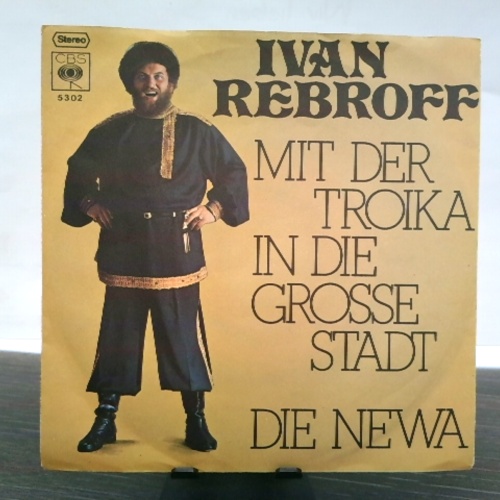 Stereo
CBS
5302
IVAN
REBROFF
MIT DER
TROIKA
IN DIE
GROSSE
STADT
DIE NEWA